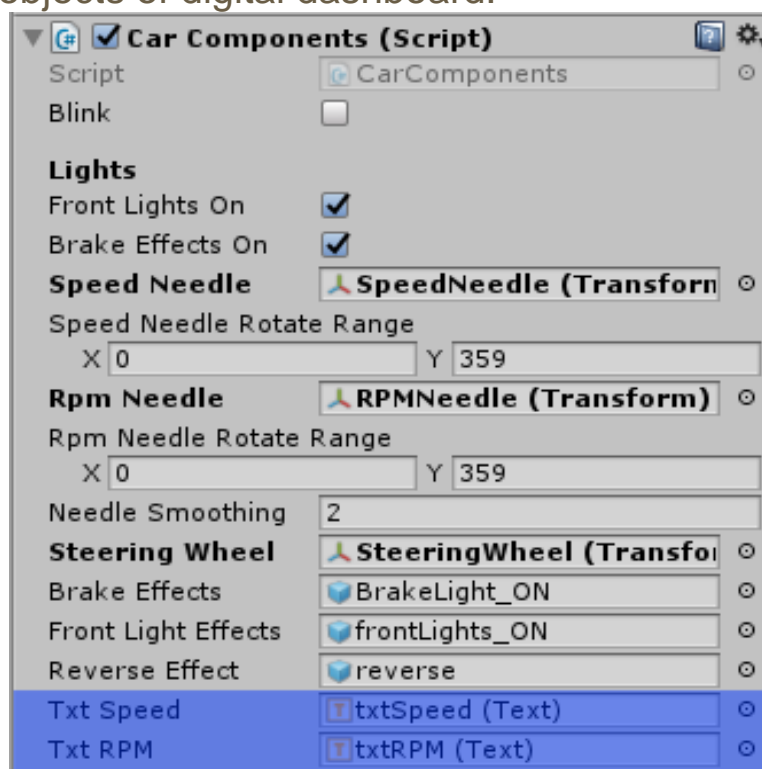 objects or digital dashboard.
Car Components (Script)
Script CarComponents
Blink
Lights
Front Lights On
Brake Effects On
Speed Needle SpeedNeedle (Transforn
Speed Needle Rotate Range
X 0 Y 359
Rpm Needle RPMNeedle (Transform)
Rpm Needle Rotate Range
X 0 Y 359
Needle Smoothing 2
Steering Wheel SteeringWheel (Transfor
Brake Effects BrakeLight_ON
Front Light Effects frontLights_ON
Reverse Effect reverse
Txt Speed txtSpeed (Text)
Txt RPM txtRPM (Text)